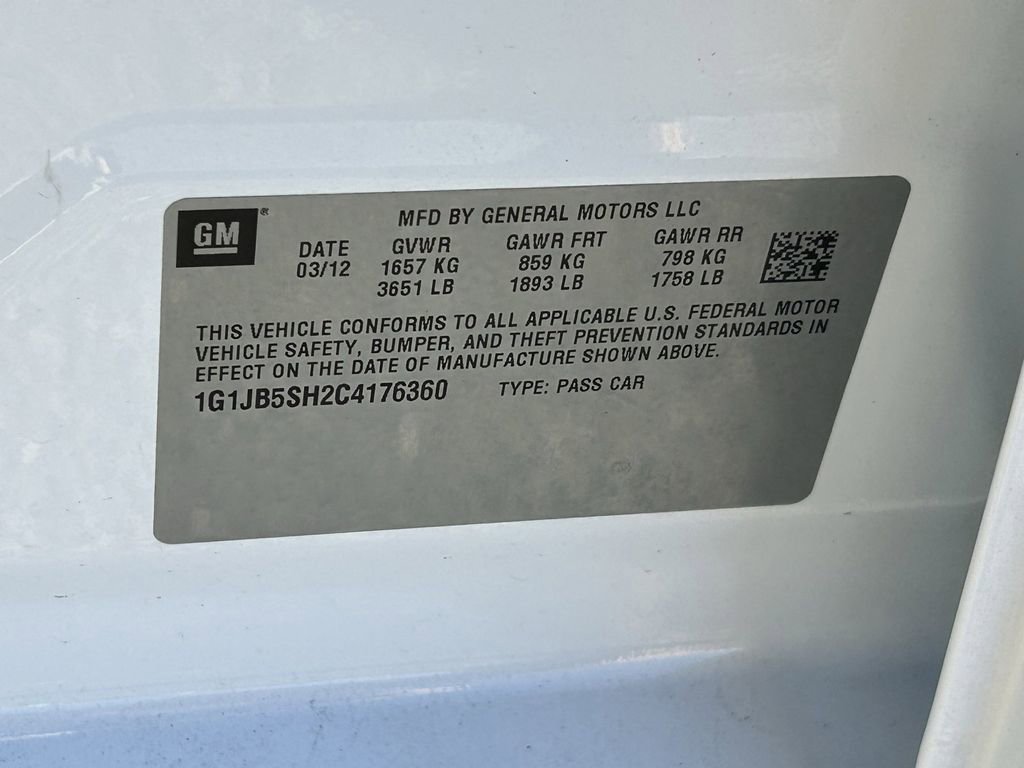 GM®
MFD BY GENERAL MOTORS LLC
DATE GVWR GAWR FRT GAWR RR
03/12 1657 KG 859 KG 798 KG
3651 LB 1893 LB 1758 LB
THIS VEHICLE CONFORMS TO ALL APPLICABLE U.S. FEDERAL MOTOR
VEHICLE SAFETY, BUMPER, AND THEFT PREVENTION STANDARDS IN
EFFECT ON THE DATE OF MANUFACTURE SHOWN ABOVE.
1G1JB5SH2C4176360 TYPE: PASS CAR